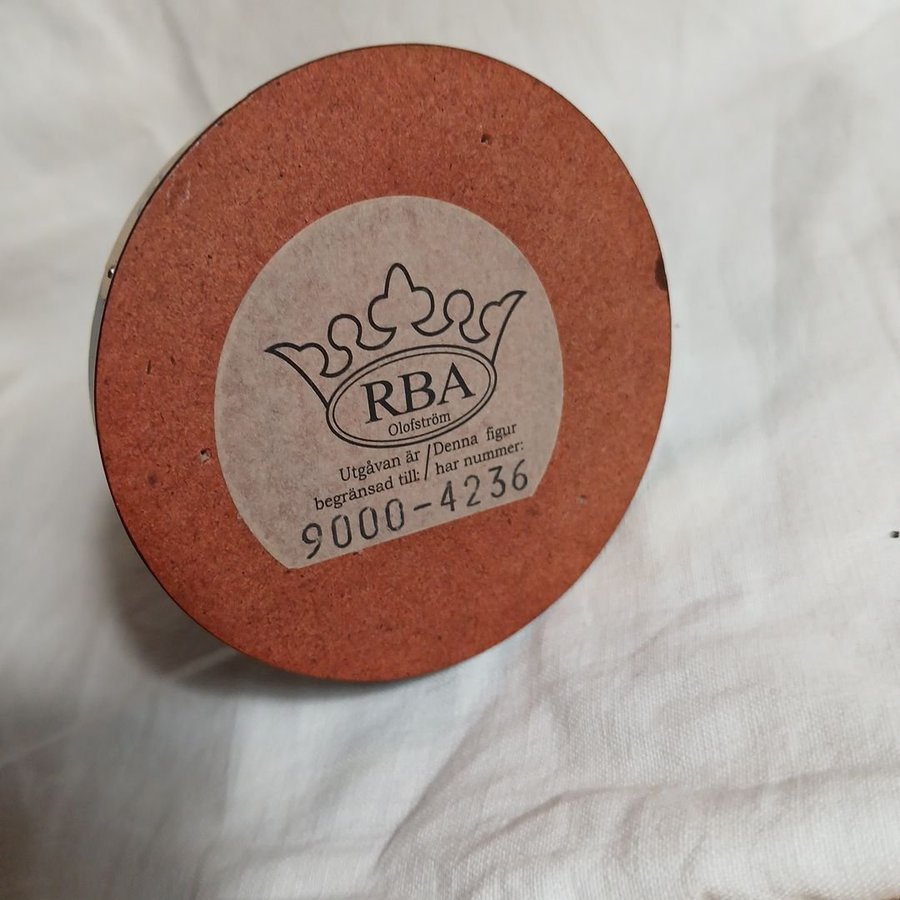 RBA
Olofström
Utgåvan är / Denna figur
begränsad till: / har nummer:
9000-4236